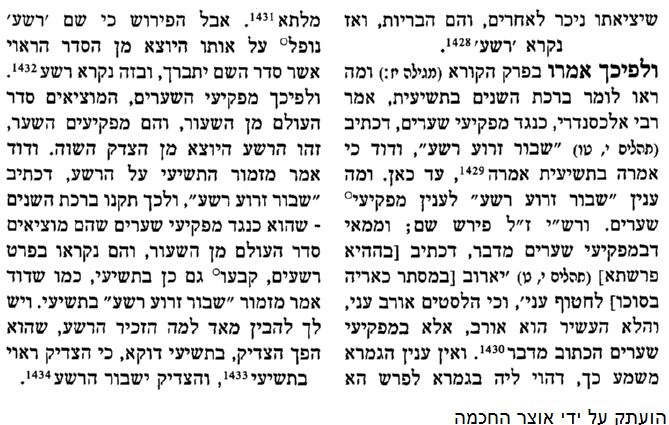 שיציאתו ניכר לאחרים, והם הבריות, ואז
נקרא 'רשע'1428.
ולפיכך אמרו בפרק הקורא (מגילה יז:) ומה
ראו לומר ברכת השנים בתשיעית, אמר
רבי אלכסנדרי, כנגד מפקיעי שערים, דכתיב
(תהלים י, טו) "שבור זרוע רשע", ודוד כי
אמרה בתשיעית אמרה1429, עד כאן. ומה
ענין "שבור זרוע רשע" לענין מפקיעי°
שערים. ורש"י ז"ל פירש שם; וממאי
דבמפקיעי שערים מדבר, דכתיב [בההיא
פרשתא] (תהלים י, ט) 'יארוב [במסתר כאריה
בסוכו] לחטוף עני', וכי הלסטים אורב עני,
והלא העשיר הוא אורב, אלא במפקיעי
שערים הכתוב מדבר1430. ואין ענין הגמרא
משמע כך, דהוי ליה בגמרא לפרש הא
מלתא1431. אבל הפירוש כי שם 'רשע'
נופל° על אותו היוצא מן הסדר הראוי
אשר סדר השם יתברך, ובזה נקרא רשע1432.
ולפיכך מפקיעי השערים, המוציאים סדר
העולם מן השעור, והם מפקיעים השער,
זהו הרשע היוצא מן הצדק השוה. ודוד
אמר מזמור התשיעי על הרשע, דכתיב
"שבור זרוע רשע", ולכך תקנו ברכת השנים
- שהוא כנגד מפקיעי שערים שהם מוציאים
סדר העולם מן השעור, והם נקראו בפרט
רשעים, קבעו° גם כן בתשיעי, כמו שדוד
אמר מזמור "שבור זרוע רשע" בתשיעי. ויש
לך להבין מאד למה הזכיר הרשע, שהוא
הפך הצדיק, בתשיעי דוקא, כי הצדיק ראוי
בתשיעי1433, והצדיק ישבור הרשע1434.
הועתק על ידי אוצר החכמה